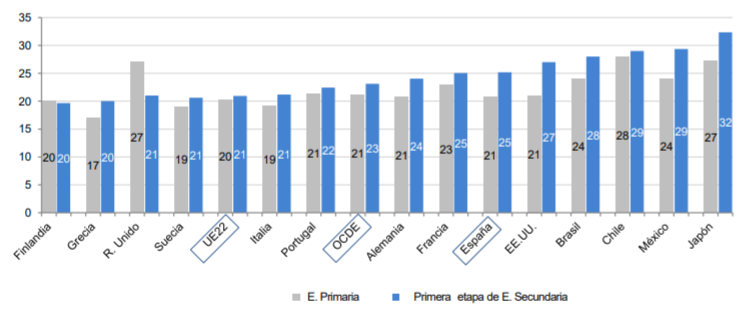 35
30
25
20
15
10
5
0
20 20 17 20 27 21 19 21 20 21 19 21 21 22 21 23 21 24 23 25 21 25 21 27 24 28 28 29 24 29 27 32
Finlandia Grecia R. Unido Suecia UE22 Italia Portugal OCDE Alemania Francia España EE.UU. Brasil Chile México Japón
E. Primaria Primera etapa de E. Secundaria